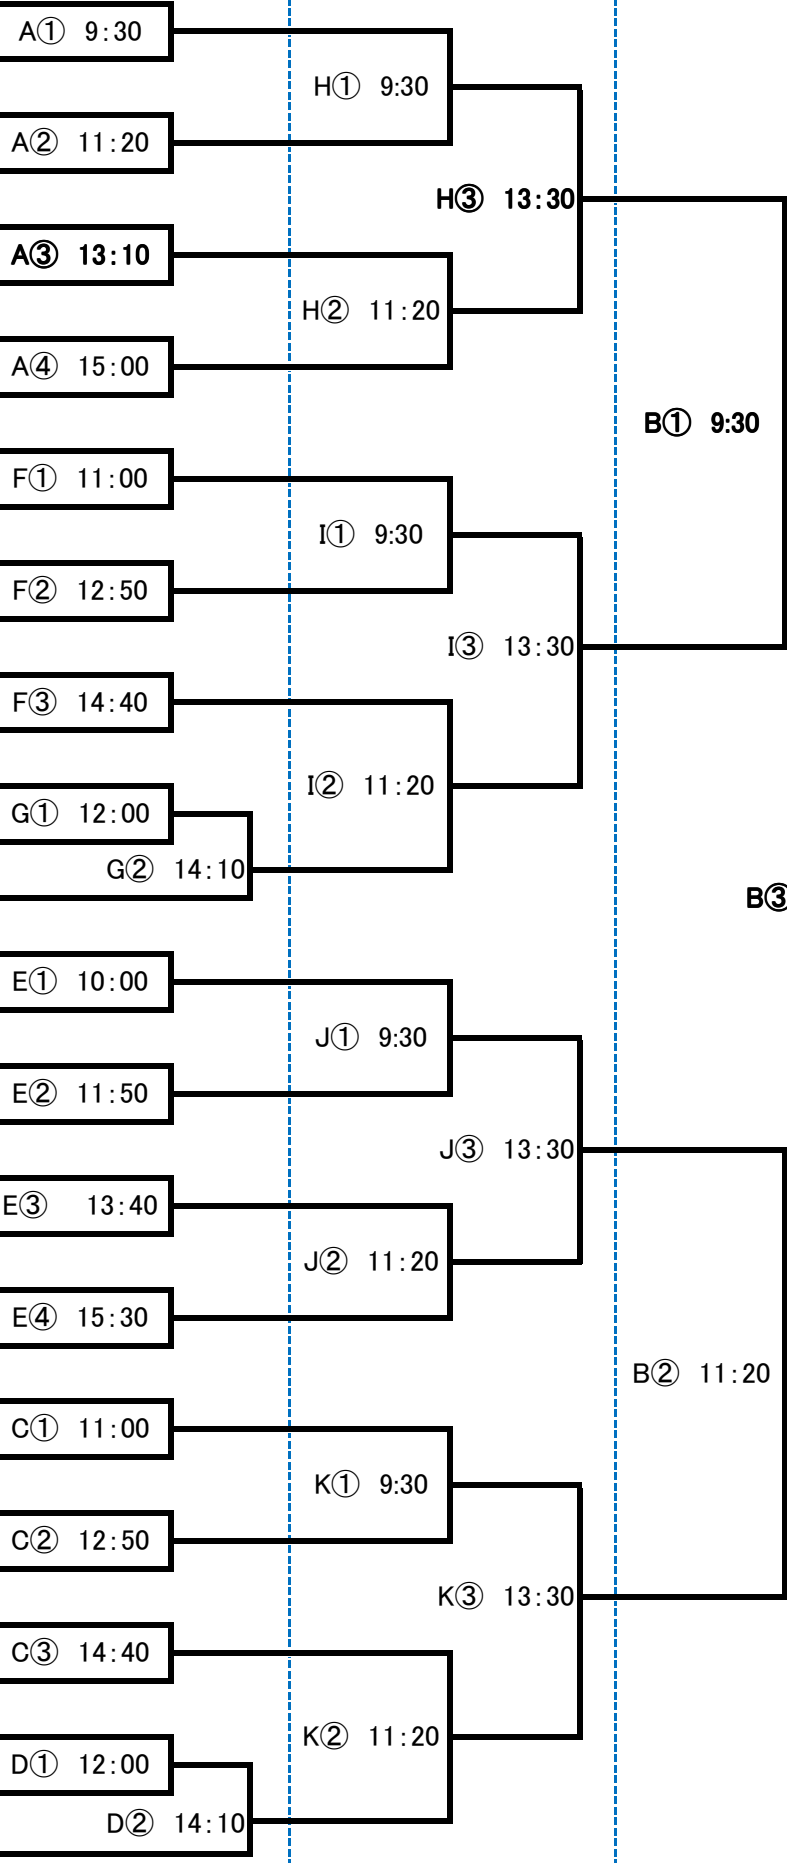 A① 9:30
H① 9:30
A② 11:20
H③ 13:30
A③ 13:10
H② 11:20
A④ 15:00
B① 9:30
F① 11:00
I① 9:30
F② 12:50
I③ 13:30
F③ 14:40
I② 11:20
G① 12:00
G② 14:10
B③
E① 10:00
J① 9:30
E② 11:50
J③ 13:30
E③ 13:40
J② 11:20
E④ 15:30
B② 11:20
C① 11:00
K① 9:30
C② 12:50
K③ 13:30
C③ 14:40
K② 11:20
D① 12:00
D② 14:10